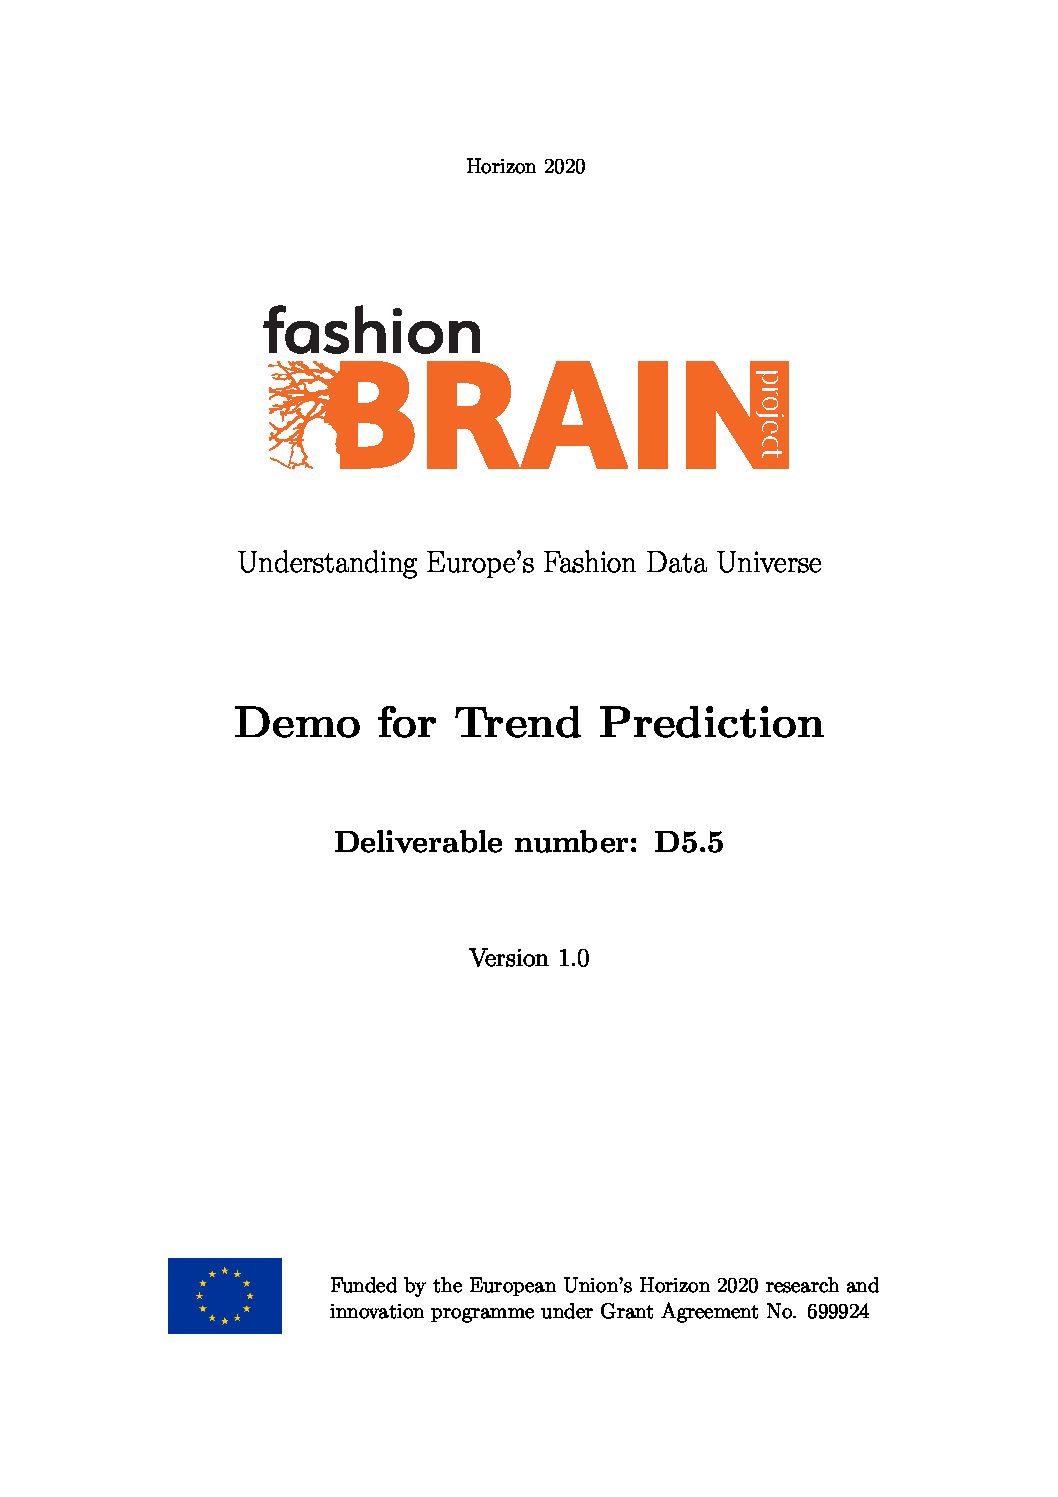 Horizon 2020
fashion
BRAIN
project
Understanding Europe's Fashion Data Universe
Demo for Trend Prediction
Deliverable number: D5.5
Version 1.0
Funded by the European Union's Horizon 2020 research and
innovation programme under Grant Agreement No. 699924